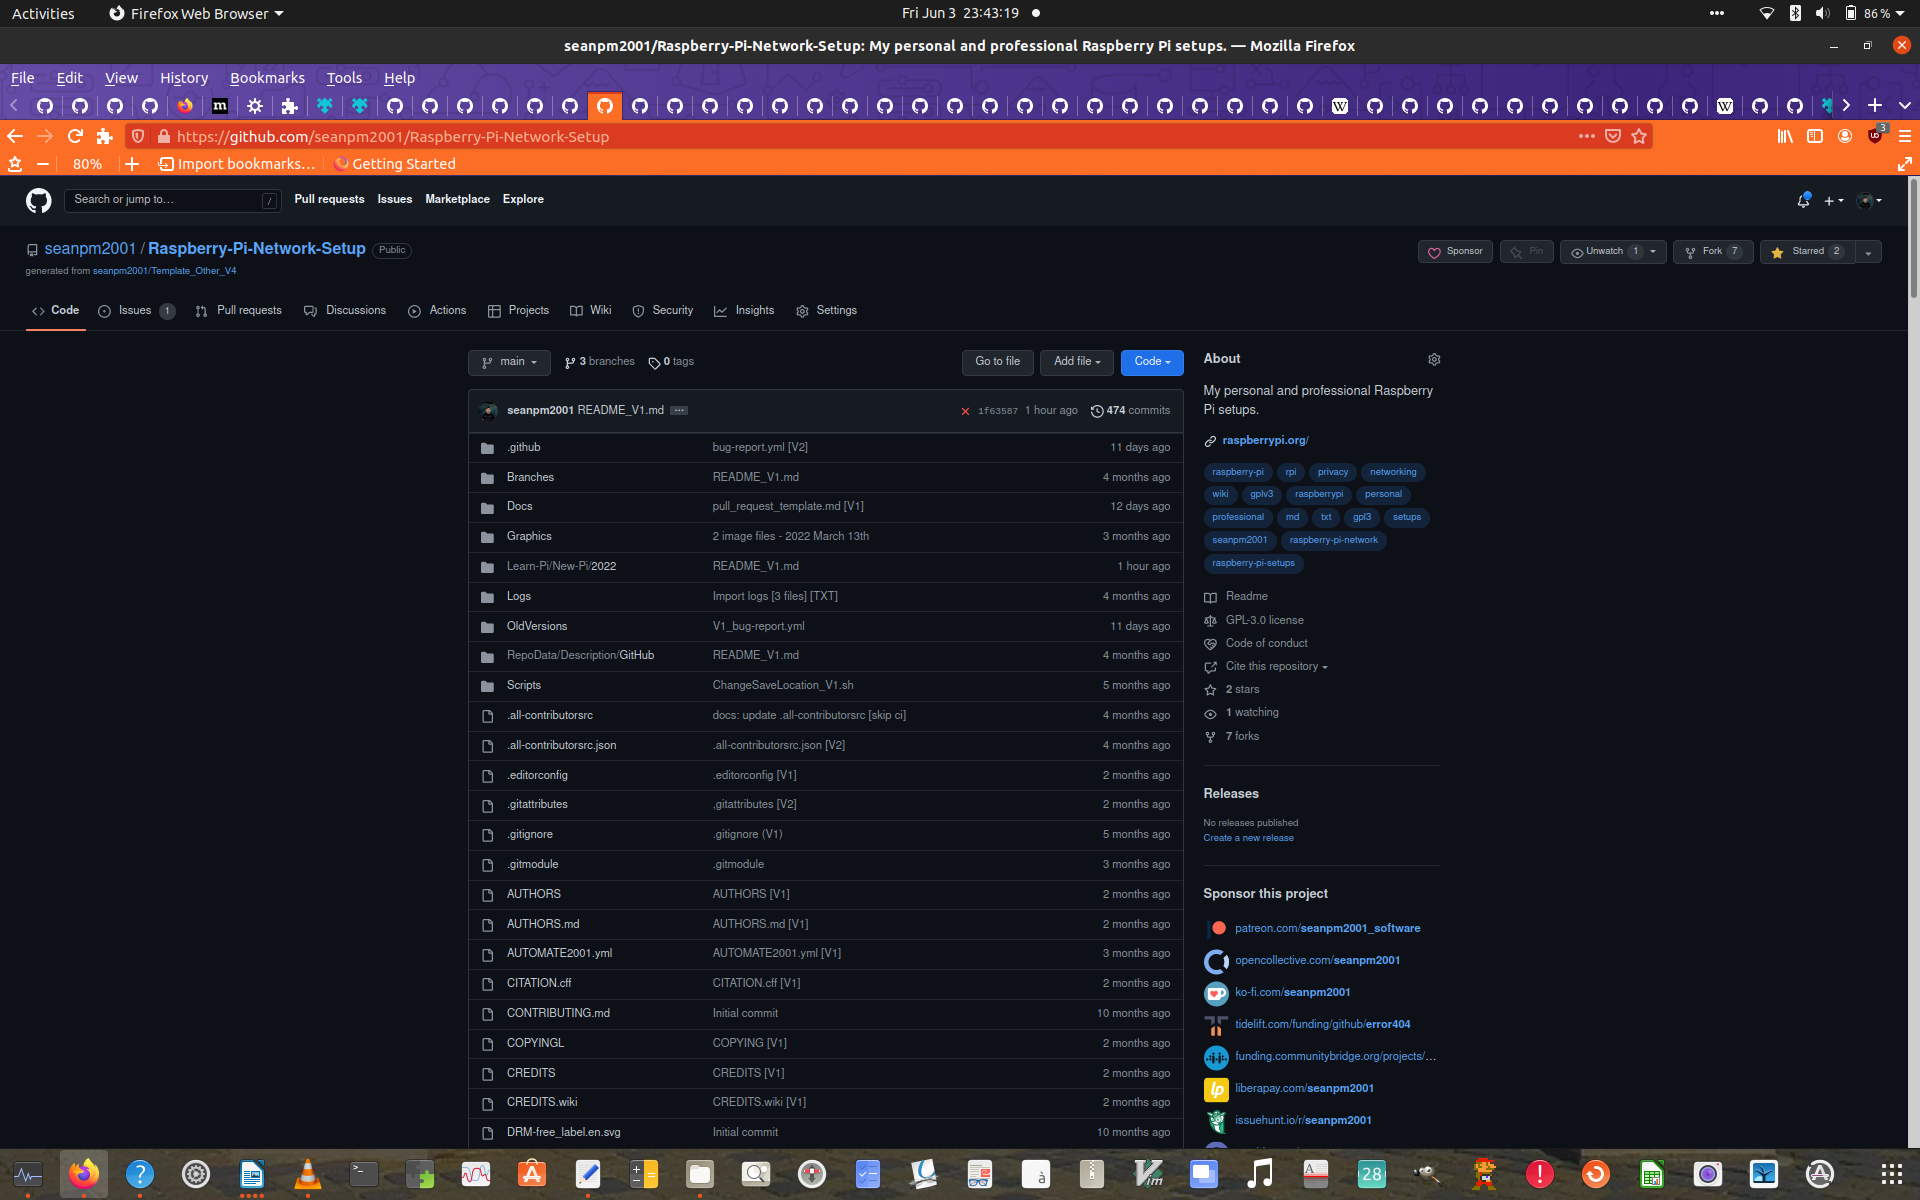 Activities Firefox Web Browser Fri Jun 3 23:43:19 86 %
seanpm2001/Raspberry-Pi-Network-Setup: My personal and professional Raspberry Pi setups. — Mozilla Firefox
File Edit View History Bookmarks Tools Help
https://github.com/seanpm2001/Raspberry-Pi-Network-Setup 3
80% Import bookmarks... Getting Started
Search or jump to... / Pull requests Issues Marketplace Explore
seanpm2001 / Raspberry-Pi-Network-Setup Public Sponsor Pin Unwatch 1 Fork 7 Starred 2
generated from seanpm2001/Template_Other_V4
Code Issues 1 Pull requests Discussions Actions Projects Wiki Security Insights Settings
main 3 branches 0 tags Go to file Add file Code
seanpm2001 README_V1.md 1f63587 1 hour ago 474 commits
.github bug-report.yml [V2] 11 days ago
Branches README_V1.md 4 months ago
Docs pull_request_template.md [V1] 12 days ago
Graphics 2 image files - 2022 March 13th 3 months ago
Learn-Pi/New-Pi/2022 README_V1.md 1 hour ago
Logs Import logs [3 files] [TXT] 4 months ago
OldVersions V1_bug-report.yml 11 days ago
RepoData/Description/GitHub README_V1.md 4 months ago
Scripts ChangeSaveLocation_V1.sh 5 months ago
.all-contributorsrc docs: update .all-contributorsrc [skip ci] 4 months ago
.all-contributorsrc.json .all-contributorsrc.json [V2] 4 months ago
.editorconfig .editorconfig [V1] 2 months ago
.gitattributes ,gitattributes [V2] 2 months ago
.gitignore .gitignore (V1) 5 months ago
.gitmodule .gitmodule 3 months ago
AUTHORS AUTHORS [V1] 2 months ago
AUTHORS.md AUTHORS.md [V1] 2 months ago
AUTOMATE2001.yml AUTOMATE2001.yml [V1] 3 months ago
CITATION.cff CITATION.cff [V1] 2 months ago
CONTRIBUTING.md Initial commit 10 months ago
COPYINGL COPYING [V1] 2 months ago
CREDITS CREDITS [V1] 2 months ago
CREDITS.wiki CREDITS.wiki [V1] 2 months ago
DRM-free_label.en.svg Initial commit 10 months ago
About
My personal and professional Raspberry
Pi setups.
raspberrypi.org/
raspberry-pi rpi privacy networking
wiki gplv3 raspberrypi personal
professional md txt gpl3 setups
seanpm2001 raspberry-pi-network
raspberry-pi-setups
Readme
GPL-3.0 license
Code of conduct
Cite this repository
2 stars
1 watching
7 forks
Releases
No releases published
Create a new release
Sponsor this project
patreon.com/seanpm2001_software
opencollective.com/seanpm2001
ko-fi.com/seanpm2001
tidelift.com/funding/github/error404
funding.communitybridge.org/projects/...
liberapay.com/seanpm2001
issuehunt.io/r/seanpm2001
28